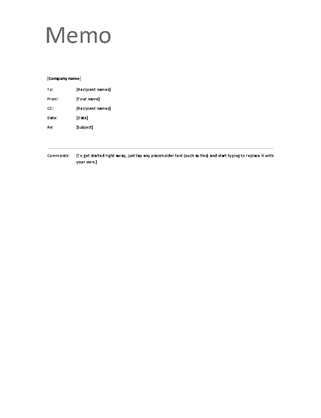 Memo
[Company name]
To: [Recipient names]
From: [Your name]
CC: [Recipient names]
Date: [Date]
Re: [Subject]
Comments: [To get started right away, just tap any placeholder text (such as this) and start typing to replace it with
your own.]